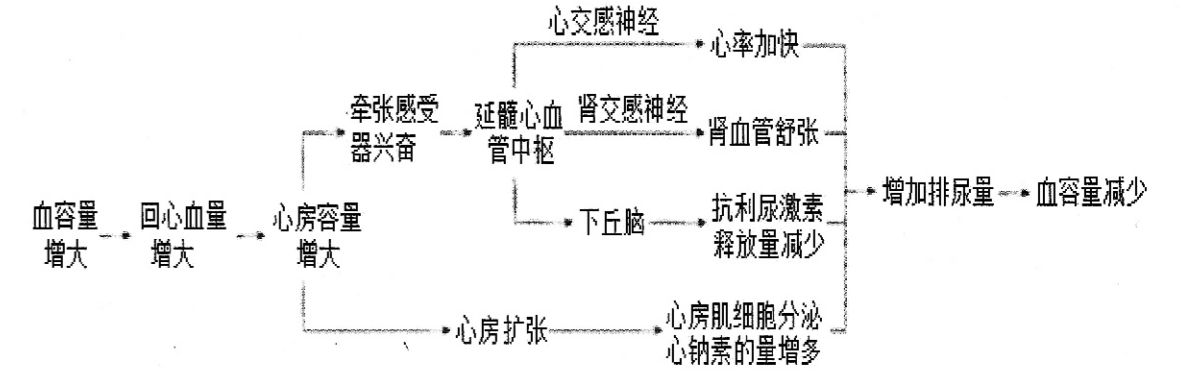 心交感神经
心率加快
牵张感受
器兴奋
延髓心血
管中枢
肾交感神经
肾血管舒张
增加排尿量
血容量减少
血容量
增大
回心血量
增大
心房容量
增大
下丘脑
抗利尿激素
释放量减少
心房扩张
心房肌细胞分泌
心钠素的量增多